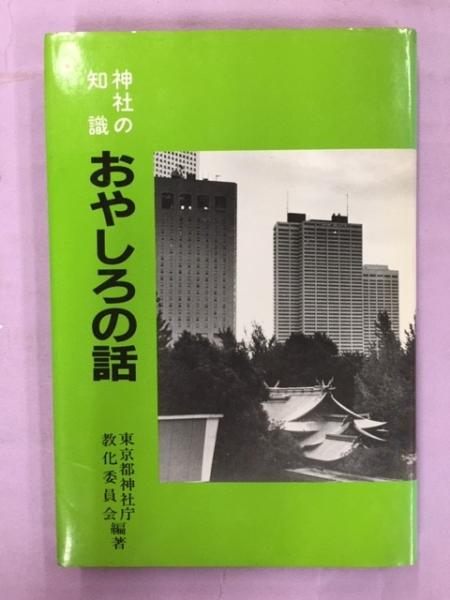 神社の
知識
おやしろの話
東京都神社庁
教化委員会編著